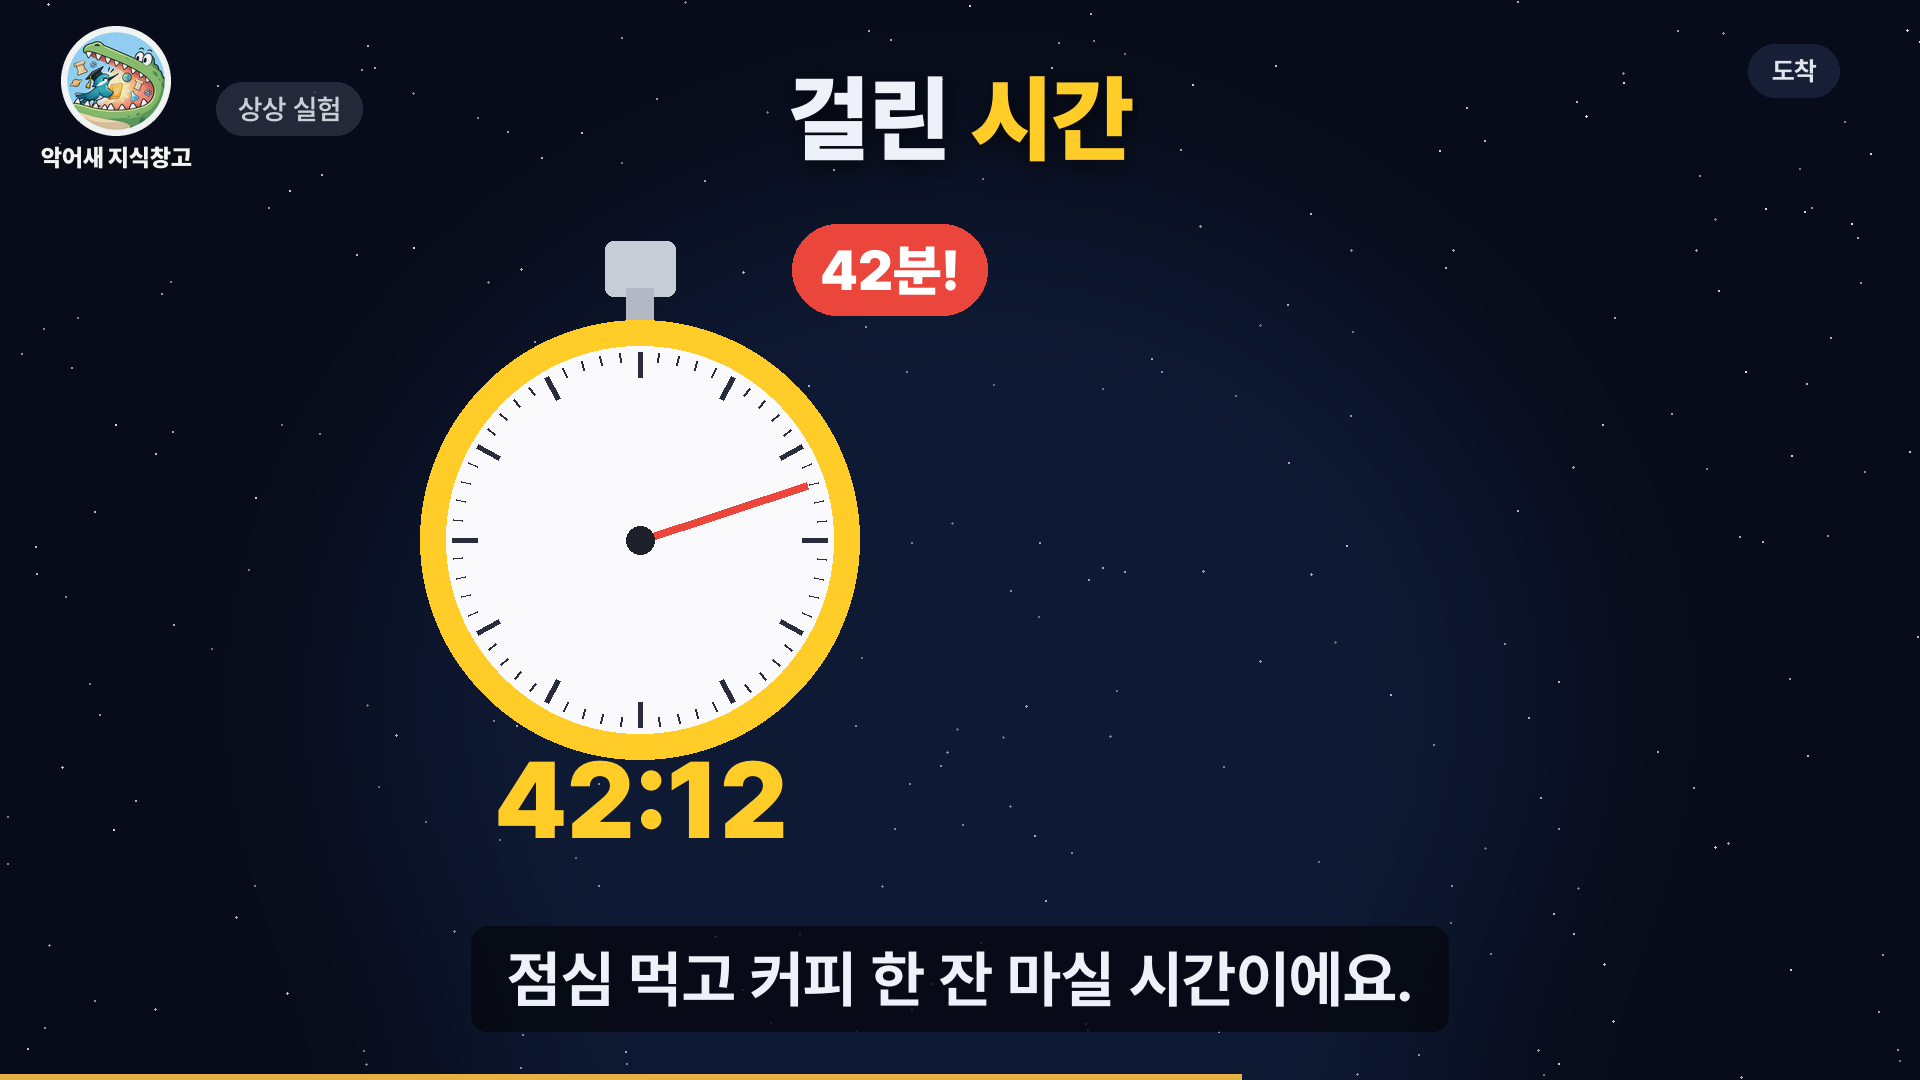 악어새 지식창고
상상 실험
걸린 시간
도착
42분!
42:12
점심 먹고 커피 한 잔 마실 시간이에요.